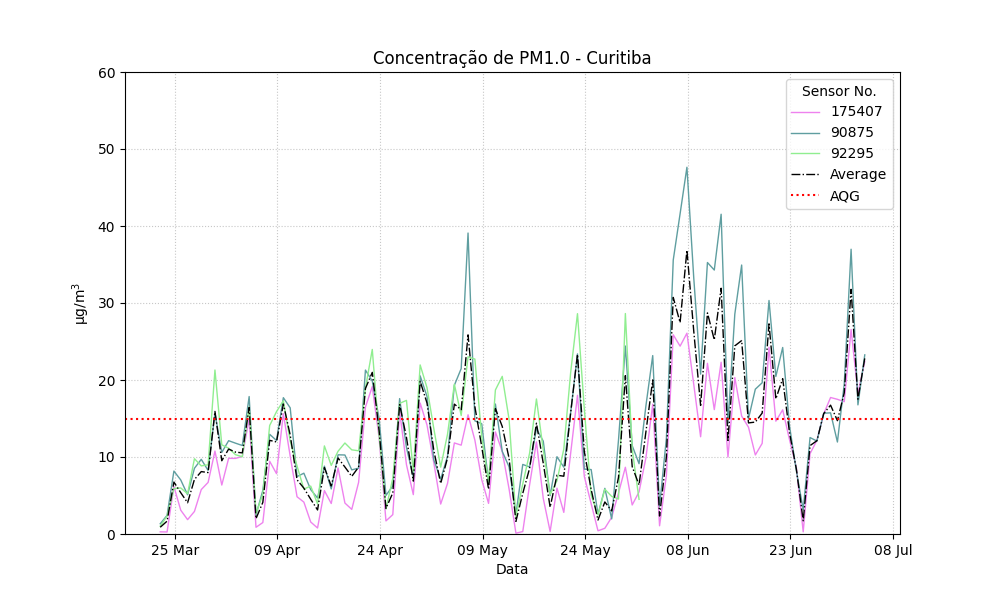 Concentração de PM1.0 - Curitiba
60
50
40
30
20
10
0
µg/m³
Sensor No.
175407
90875
92295
Average
AQG
25 Mar
09 Apr
24 Apr
09 May
24 May
08 Jun
23 Jun
08 Jul
Data